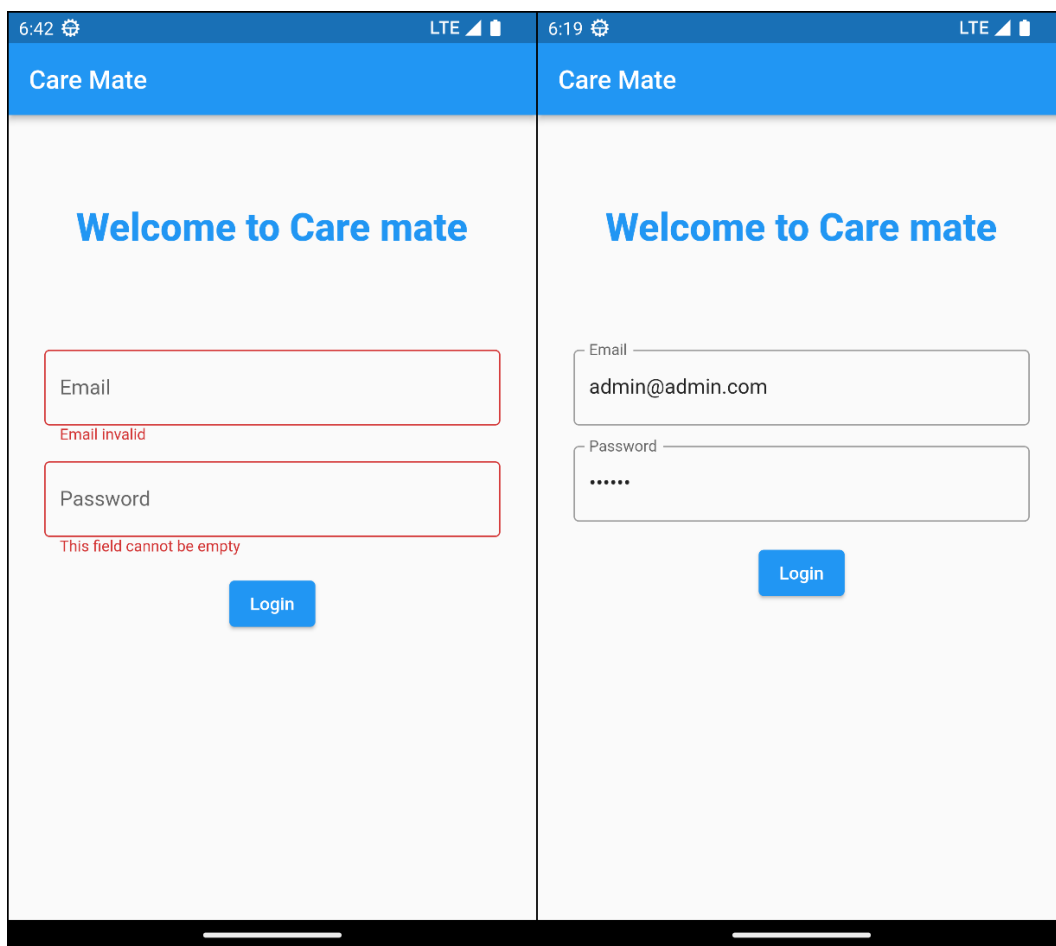 6:42 LTE
Care Mate
Welcome to Care mate
Email
Email invalid
Password
This field cannot be empty
Login
6:19 LTE
Care Mate
Welcome to Care mate
Email
admin@admin.com
Password
••••••
Login